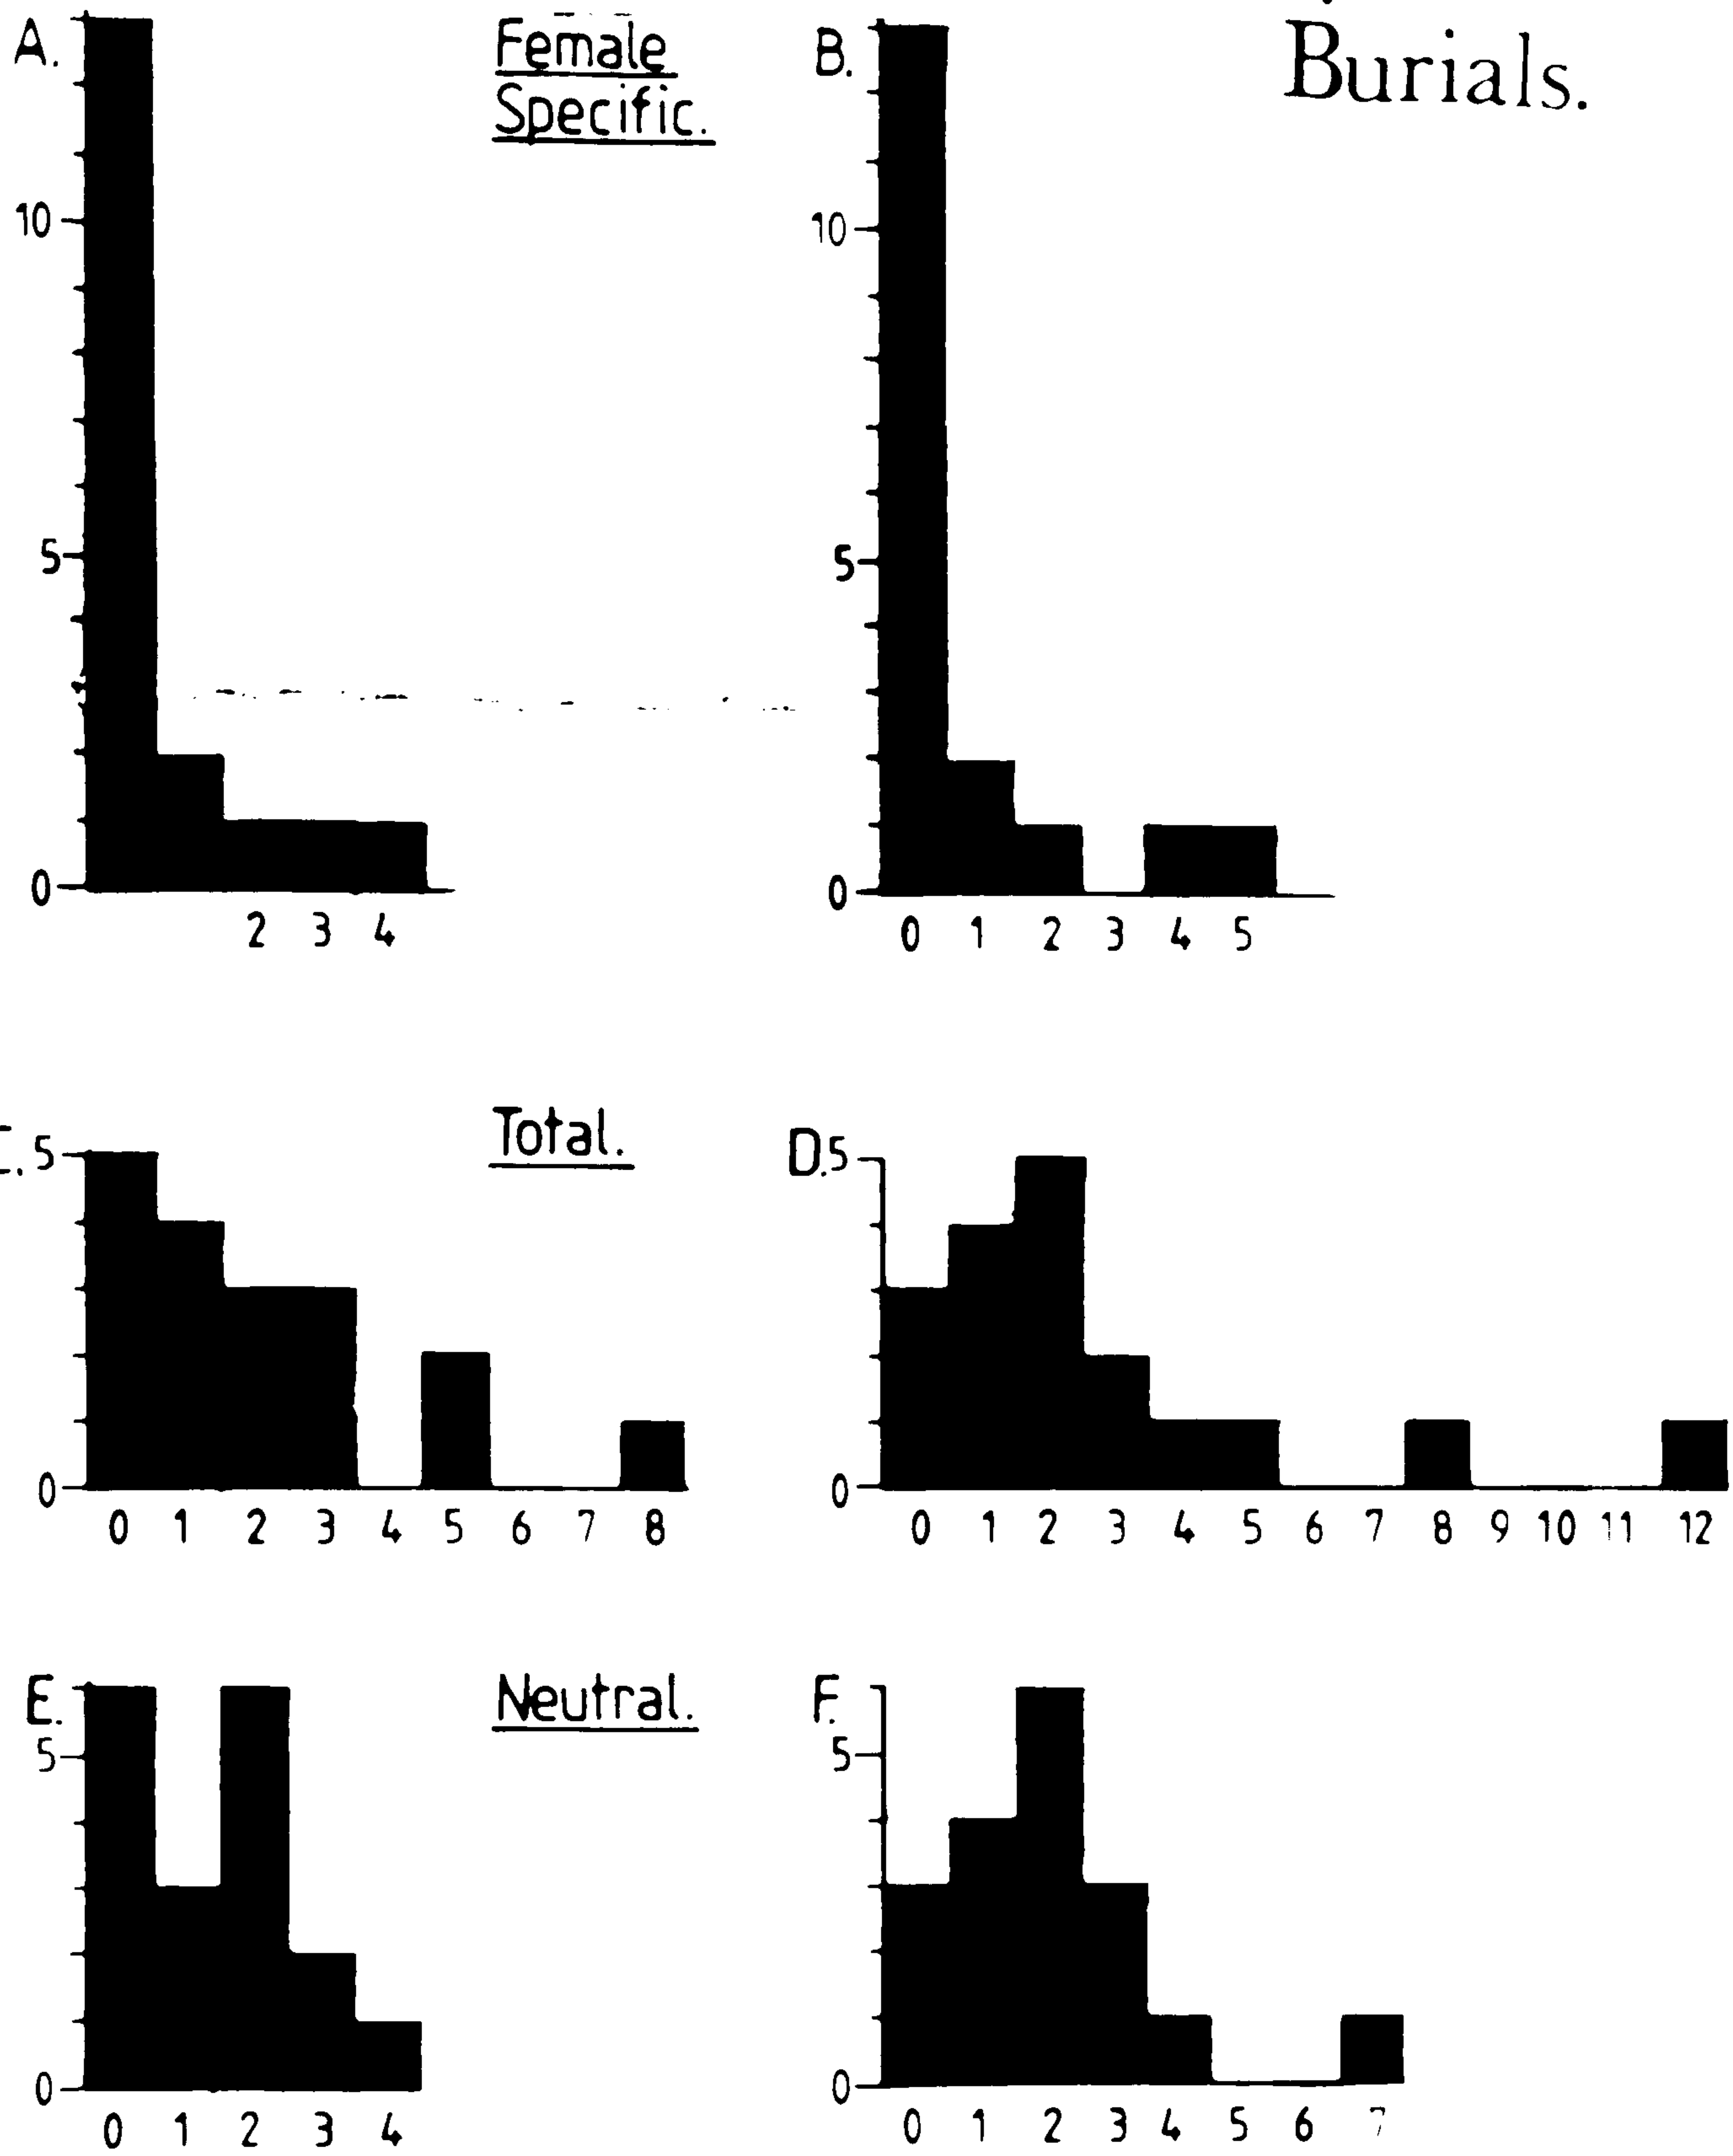 A.
Female
Specific.
B.
Burials.
10
5
0
2 3 4
10
5
0
0 1 2 3 4 5
5
0
Total.
0 1 2 3 4 5 6 7 8
D.
5
0
0 1 2 3 4 5 6 7 8 9 10 11 12
E.
5
0
Neutral.
0 1 2 3 4
F.
5
0
0 1 2 3 4 5 6 7